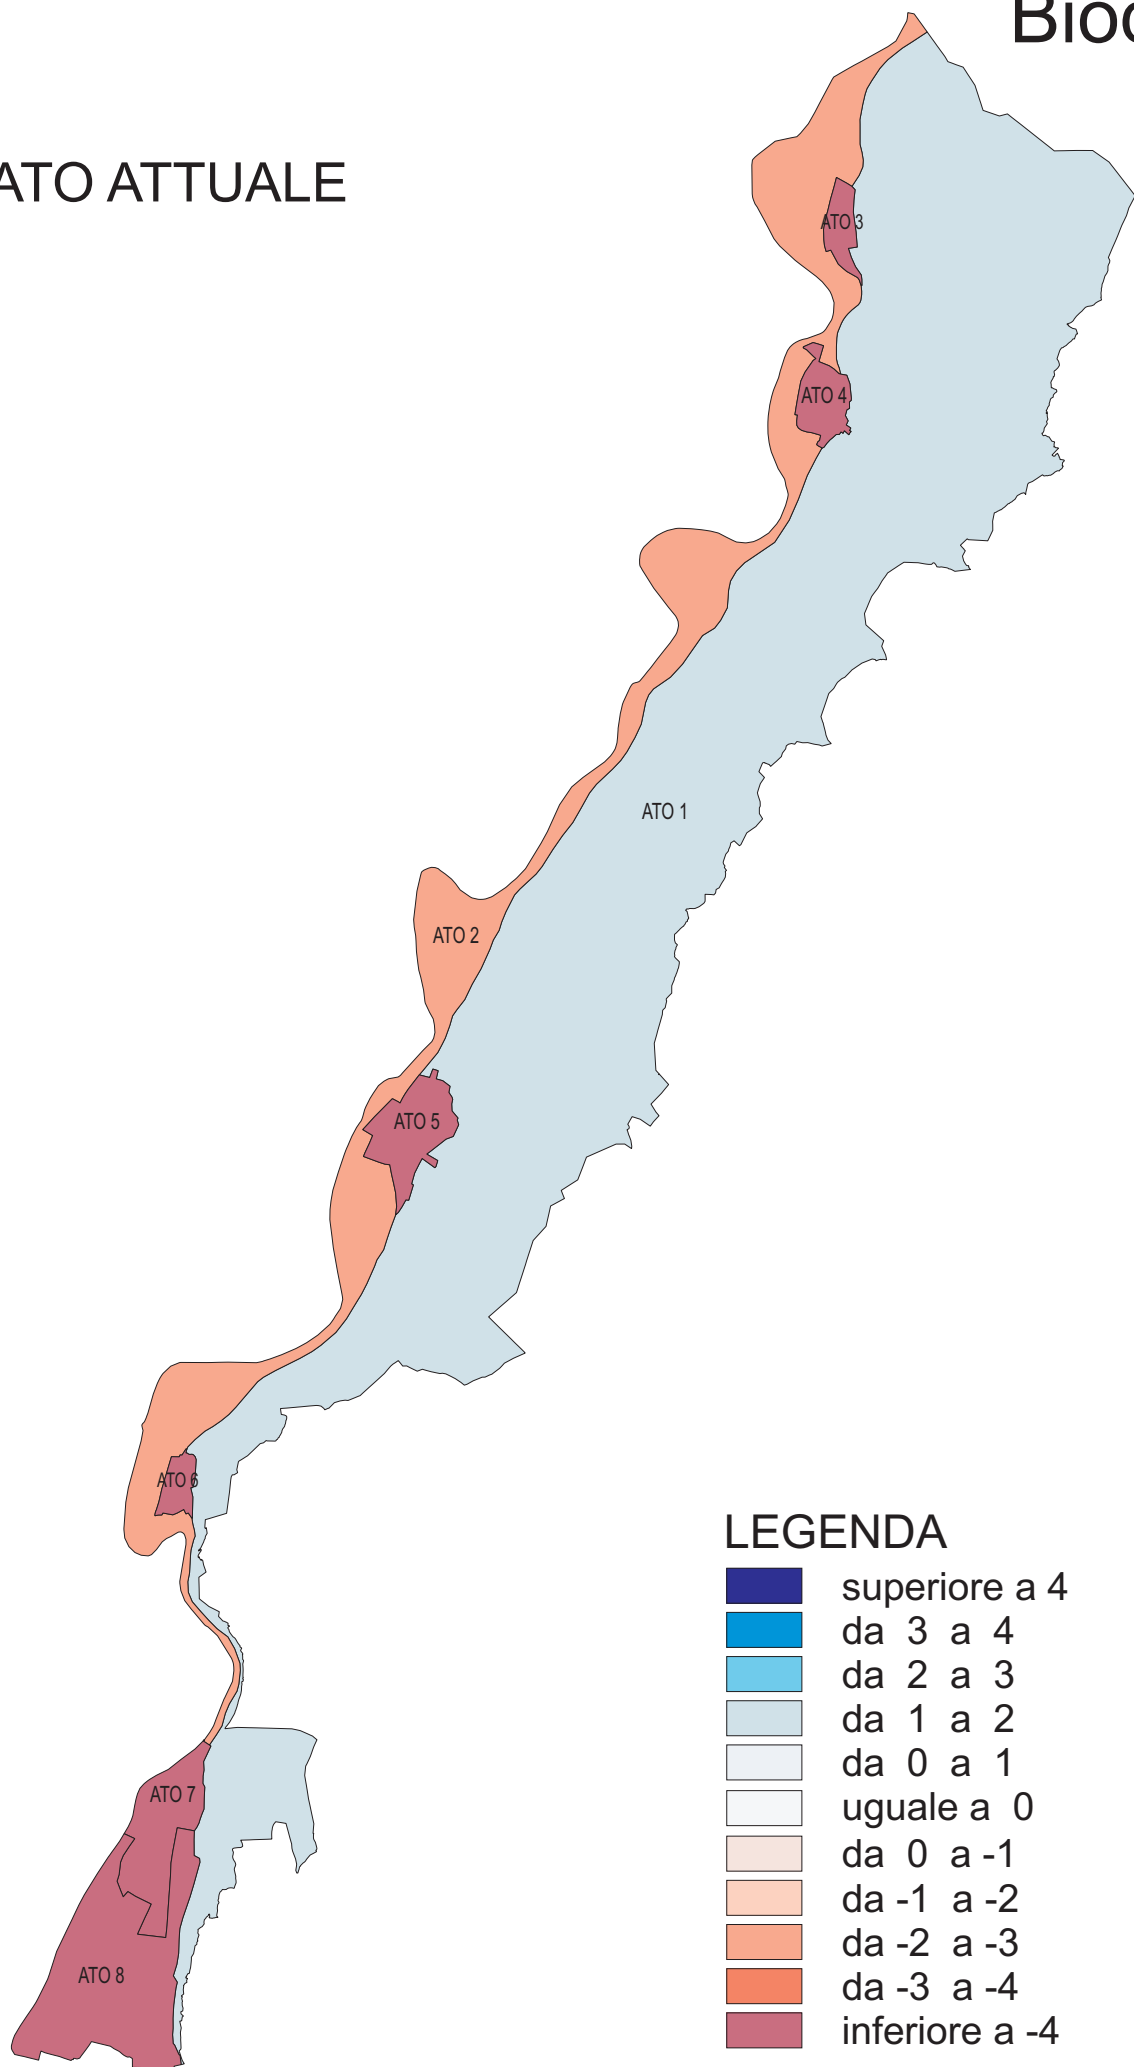 Bioc
ATO ATTUALE
ATO 3
ATO 4
ATO 1
ATO 2
ATO 5
ATO 6
ATO 7
ATO 8
LEGENDA
superiore a 4
da 3 a 4
da 2 a 3
da 1 a 2
da 0 a 1
uguale a 0
da 0 a -1
da -1 a -2
da -2 a -3
da -3 a -4
inferiore a -4